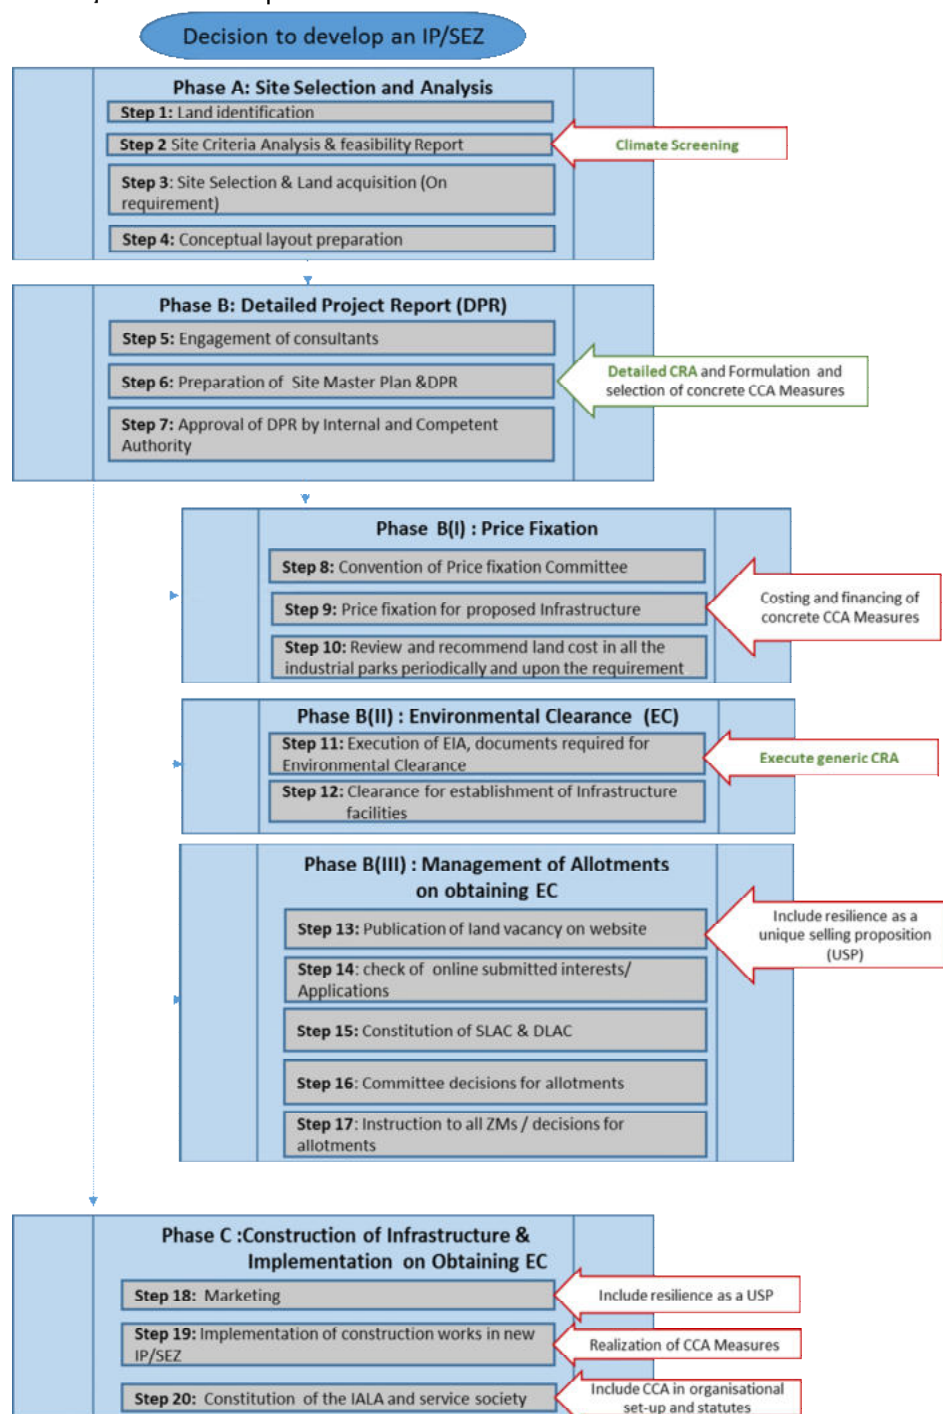 Decision to develop an IP/SEZ
Phase A: Site Selection and Analysis
Step 1: Land identification
Step 2 Site Criteria Analysis & feasibility Report
Climate Screening
Step 3: Site Selection & Land acquisition (On
requirement)
Step 4: Conceptual layout preparation
Phase B: Detailed Project Report (DPR)
Step 5: Engagement of consultants
Step 6: Preparation of Site Master Plan &DPR
Detailed CRA and Formulation and
selection of concrete CCA Measures
Step 7: Approval of DPR by Internal and Competent
Authority
Phase B(I) : Price Fixation
Step 8: Convention of Price fixation Committee
Step 9: Price fixation for proposed Infrastructure
Costing and financing of
concrete CCA Measures
Step 10: Review and recommend land cost in all the
industrial parks periodically and upon the requirement
Phase B(II) : Environmental Clearance (EC)
Step 11: Execution of EIA, documents required for
Environmental Clearance
Execute generic CRA
Step 12: Clearance for establishment of Infrastructure
facilities
Phase B(III) : Management of Allotments
on obtaining EC
Step 13: Publication of land vacancy on website
Include resilience as a
unique selling proposition
(USP)
Step 14: check of online submitted interests/
Applications
Step 15: Constitution of SLAC & DLAC
Step 16: Committee decisions for allotments
Step 17: Instruction to all ZMs / decisions for
allotments
Phase C :Construction of Infrastructure &
Implementation on Obtaining EC
Step 18: Marketing
Include resilience as a USP
Step 19: Implementation of construction works in new
IP/SEZ
Realization of CCA Measures
Step 20: Constitution of the IALA and service society
Include CCA in organisational
set-up and statutes